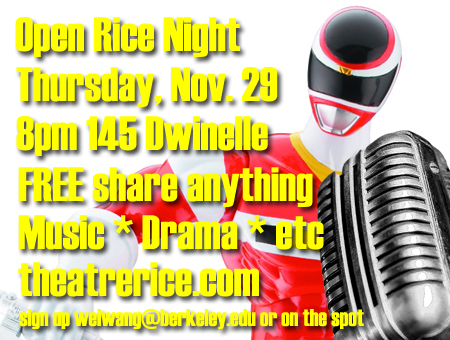 Open Rice Night
Thursday, Nov. 29
8pm 145 Dwinelle
FREE share anything
Music * Drama * etc
theatrerice.com
sign up weiwang@berkeley.edu or on the spot